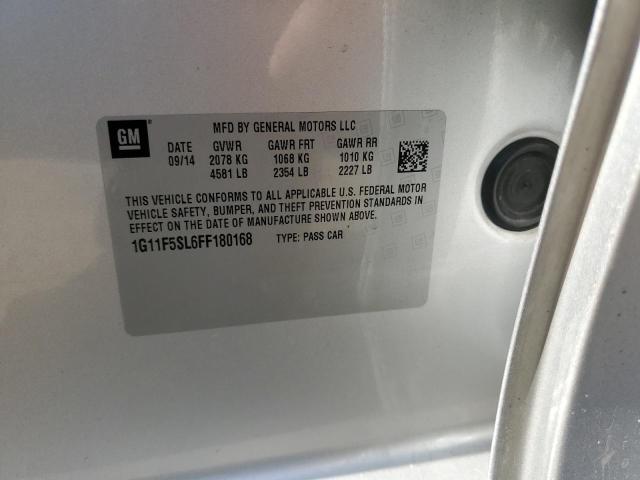 GM
MFD BY GENERAL MOTORS LLC
DATE GVWR GAWR FRT GAWR RR
09/14 2078 KG 1068 KG 1010 KG
4581 LB 2354 LB 2227 LB
THIS VEHICLE CONFORMS TO ALL APPLICABLE U.S. FEDERAL MOTOR
VEHICLE SAFETY, BUMPER, AND THEFT PREVENTION STANDARDS IN
EFFECT ON THE DATE OF MANUFACTURE SHOWN ABOVE.
1G11F5SL6FF180168 TYPE: PASS CAR